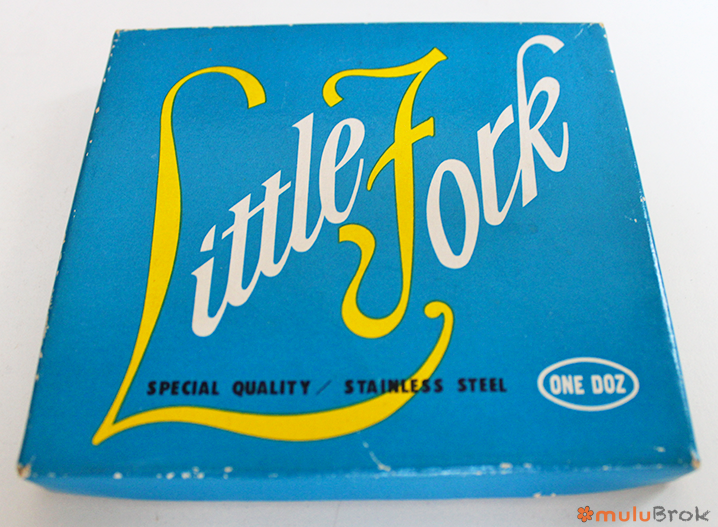 Little Fork
SPECIAL QUALITY / STAINLESS STEEL
ONE DOZ
muluBrok